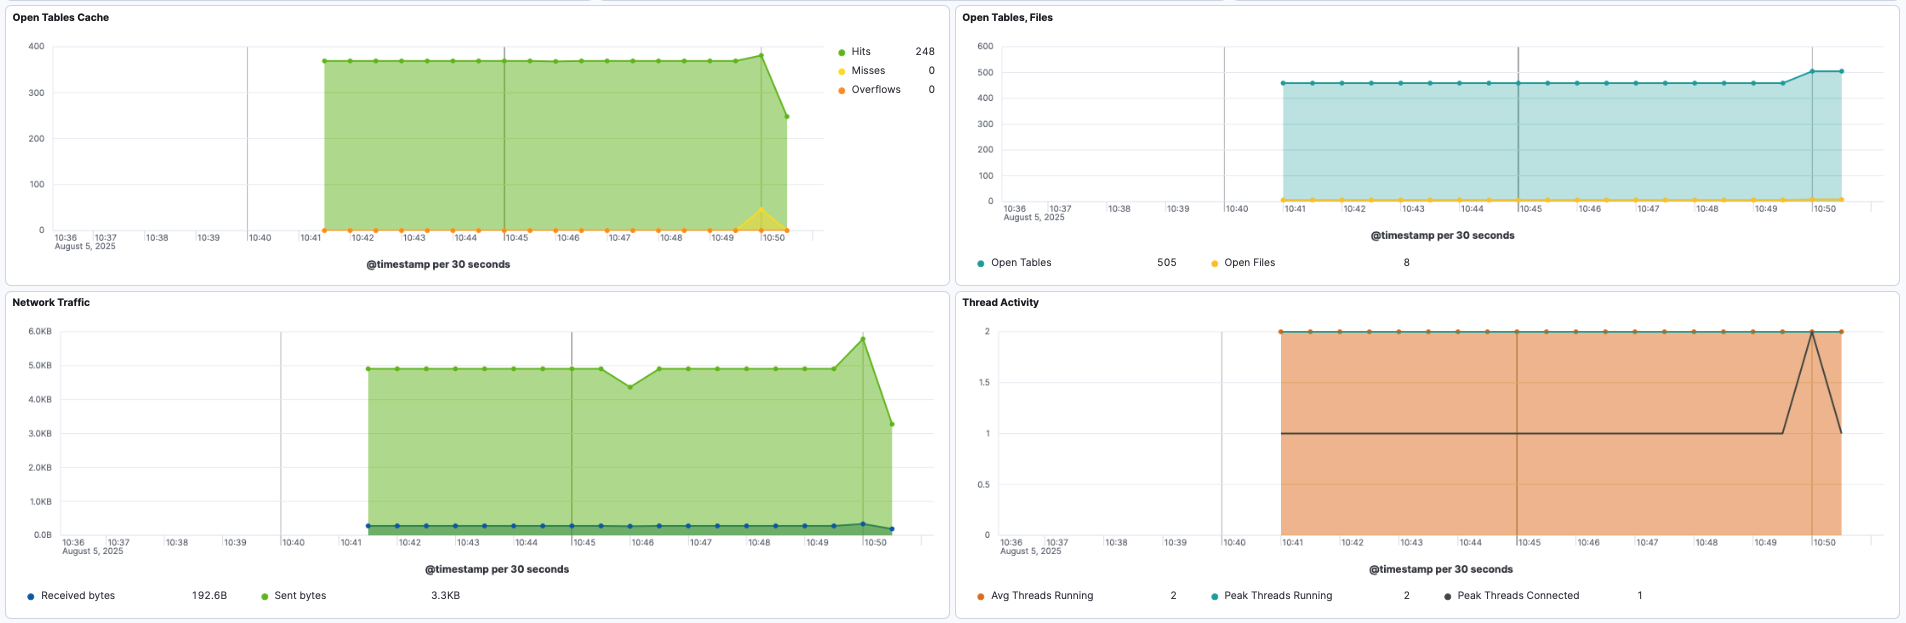 Open Tables Cache
400
300
200
100
0
10:36 10:37 10:38 10:39 10:40 10:41 10:42 10:43 10:44 10:45 10:46 10:47 10:48 10:49 10:50
August 5, 2025
@timestamp per 30 seconds
Hits 248
Misses 0
Overflows 0
Open Tables, Files
600
500
400
300
200
100
0
10:36 10:37 10:38 10:39 10:40 10:41 10:42 10:43 10:44 10:45 10:46 10:47 10:48 10:49 10:50
August 5, 2025
@timestamp per 30 seconds
Open Tables 505 Open Files 8
Network Traffic
6.0KB
5.0KB
4.0KB
3.0KB
2.0KB
1.0KB
0.0B
10:36 10:37 10:38 10:39 10:40 10:41 10:42 10:43 10:44 10:45 10:46 10:47 10:48 10:49 10:50
August 5, 2025
@timestamp per 30 seconds
Received bytes 192.6B Sent bytes 3.3KB
Thread Activity
2
1.5
1
0.5
0
10:36 10:37 10:38 10:39 10:40 10:41 10:42 10:43 10:44 10:45 10:46 10:47 10:48 10:49 10:50
August 5, 2025
@timestamp per 30 seconds
Avg Threads Running 2 Peak Threads Running 2 Peak Threads Connected 1